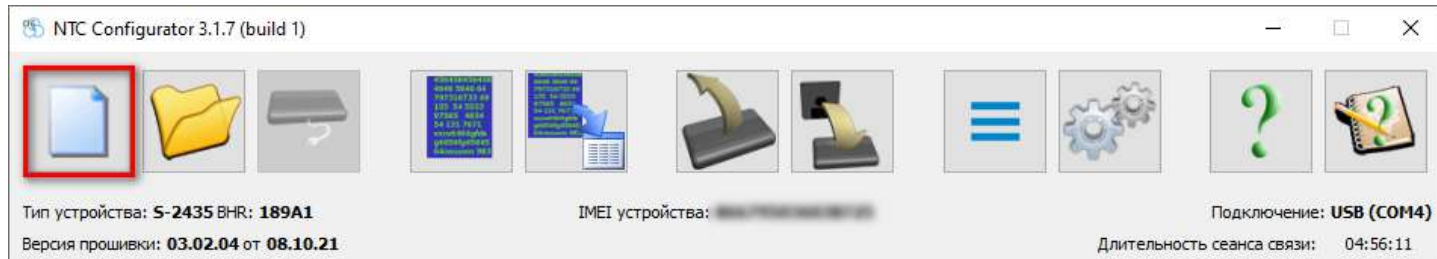 NTC Configurator 3.1.7 (build 1)
Тип устройства: S-2435 BHR: 189A1
IMEI устройства:
Подключение: USB (COM4)
Версия прошивки: 03.02.04 от 08.10.21
Длительность сеанса связи: 04:56:11